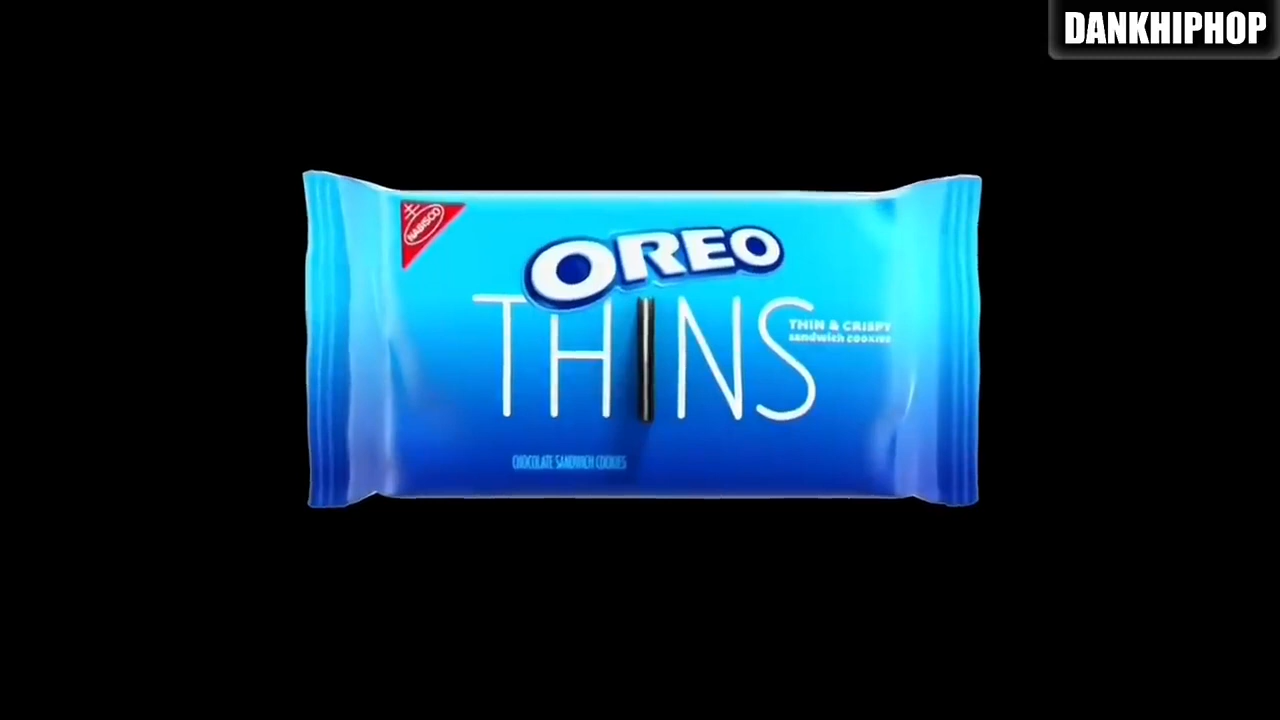 DANKHIPHOP
NABISCO
OREO
THINS
THIN & CRISPY
sandwich cookies
CHOCOLATE SANDWICH COOKIES